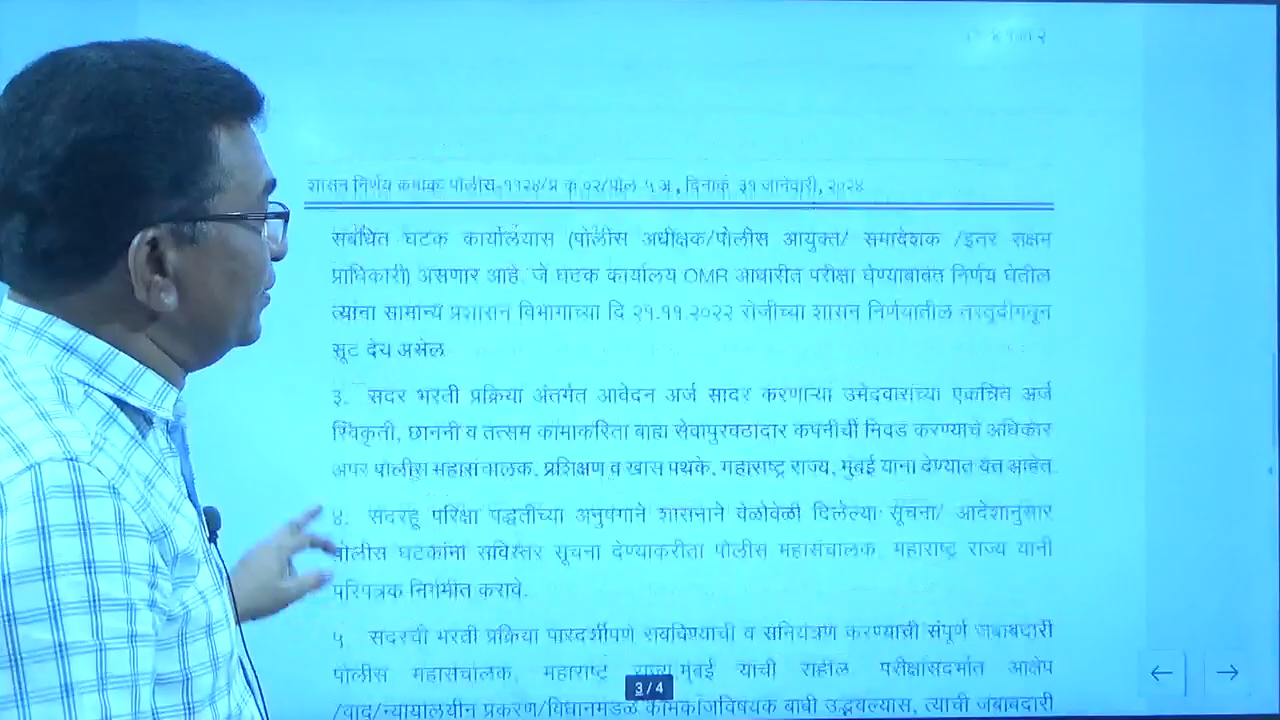 शासन निर्णय क्रमांकः पोलीस-११२४/प्र.क्र.०२/पोल-५अ, दिनांकः ३१ जानेवारी, २०२४
संबंधित घटक कार्यालयास (पोलीस अधीक्षक/पोलीस आयुक्त/ समादेशक /इतर सक्षम
प्राधिकारी) असणार आहे. जे घटक कार्यालय OMR आधारीत परीक्षा घेण्याबाबत निर्णय घेतील
त्यांना सामान्य प्रशासन विभागाच्या दि २१.११.२०२२ रोजीच्या शासन निर्णयातील तरतुदींमधून
सूट देय असेल.
३. सदर भरती प्रक्रिया अंतर्गत आवेदन अर्ज सादर करणाऱ्या उमेदवारांच्या एकत्रित अर्ज
स्विकृती, छाननी व तत्सम कामाकरिता बाह्य सेवापुरवठादार कंपनीची निवड करण्याचे अधिकार
अपर पोलीस महासंचालक, प्रशिक्षण व खास पथके, महाराष्ट्र राज्य, मुंबई यांना देण्यात येत आहेत.
४. सदरहू परिक्षा पद्धतीच्या अनुषंगाने शासनाने वेळोवेळी दिलेल्या सूचना/ आदेशानुसार
पोलीस घटकांना सविस्तर सूचना देण्याकरीता पोलीस महासंचालक, महाराष्ट्र राज्य यांनी
परिपत्रक निर्गमीत करावे.
५ सदरची भरती प्रक्रिया पारदर्शीपणे राबविण्याची व संनियंत्रण करण्याची संपूर्ण जबाबदारी
पोलीस महासंचालक, महाराष्ट्र राज्य मुंबई यांची राहील परीक्षासंदर्भात आक्षेप
/वाद/न्यायालयीन प्रकरण/विधानमंडळ कामकाजविषयक बाबी उद्भवल्यास, त्याची जबाबदारी
3/4